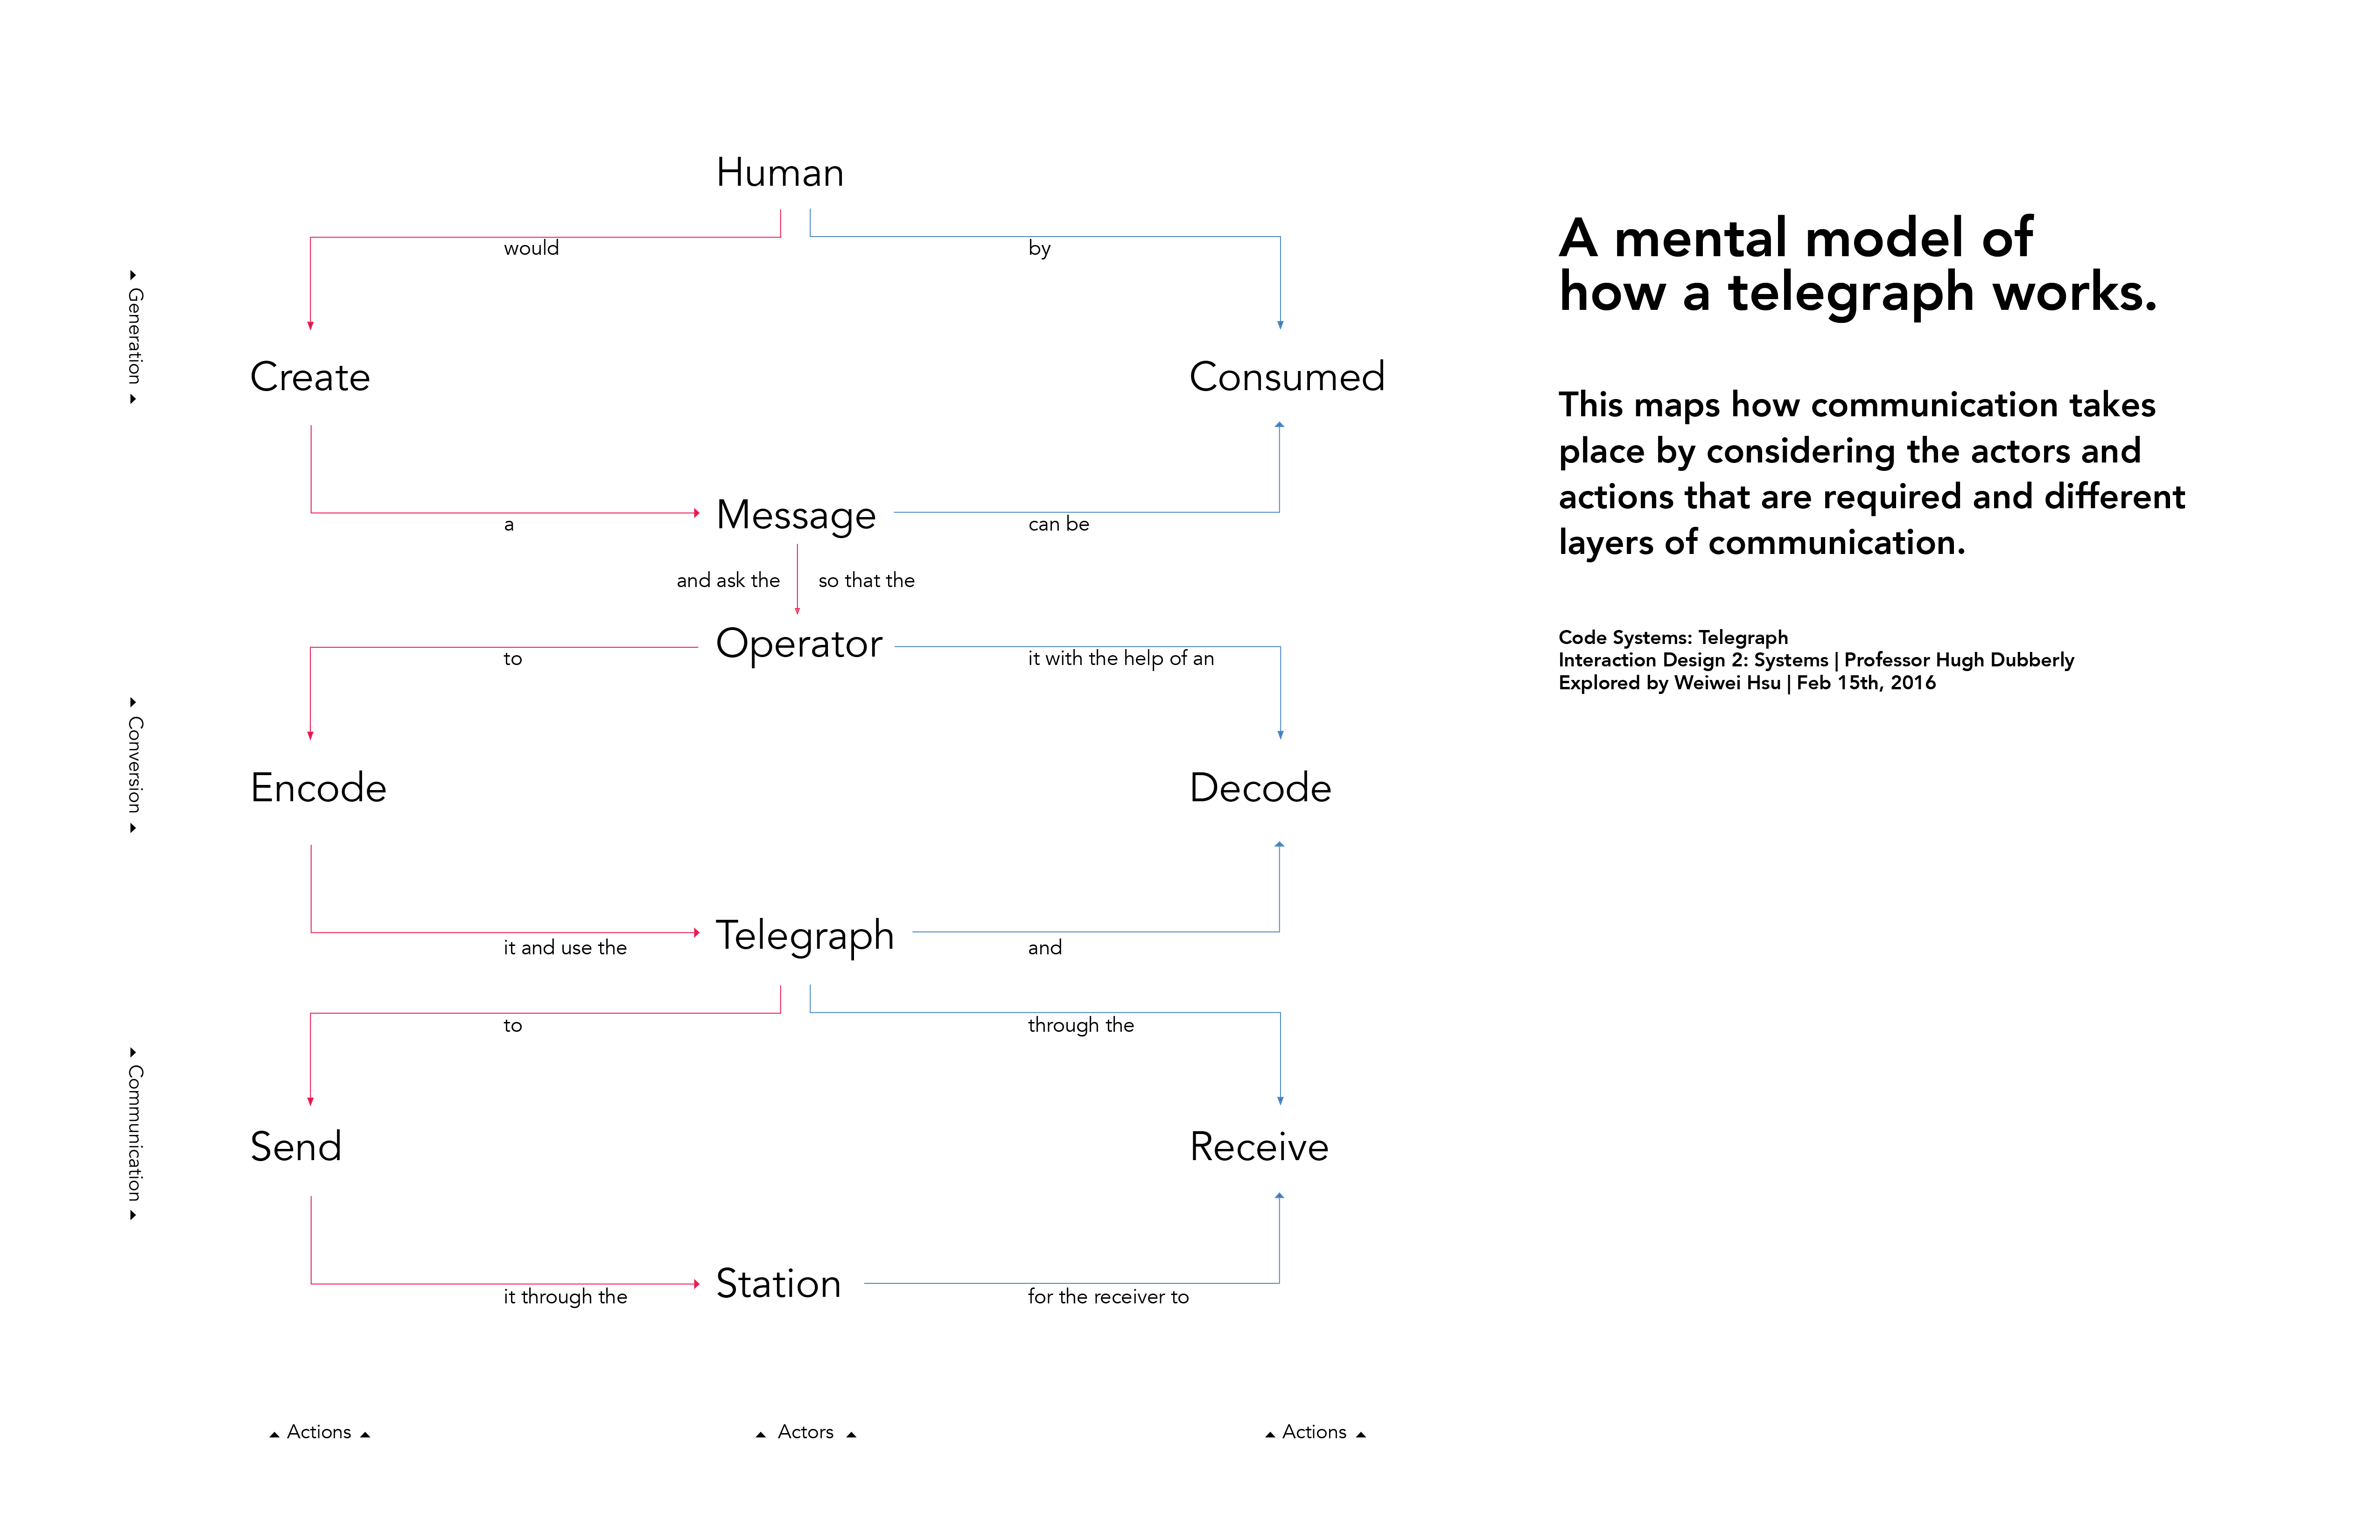 Human
would
by
Generation
Create
Consumed
a
Message
can be
and ask the
so that the
Operator
to
it with the help of an
Conversion
Encode
Decode
it and use the
Telegraph
and
to
through the
Communication
Send
Receive
it through the
Station
for the receiver to
Actions
Actors
Actions
A mental model of
how a telegraph works.
This maps how communication takes
place by considering the actors and
actions that are required and different
layers of communication.
Code Systems: Telegraph
Interaction Design 2: Systems | Professor Hugh Dubberly
Explored by Weiwei Hsu | Feb 15th, 2016